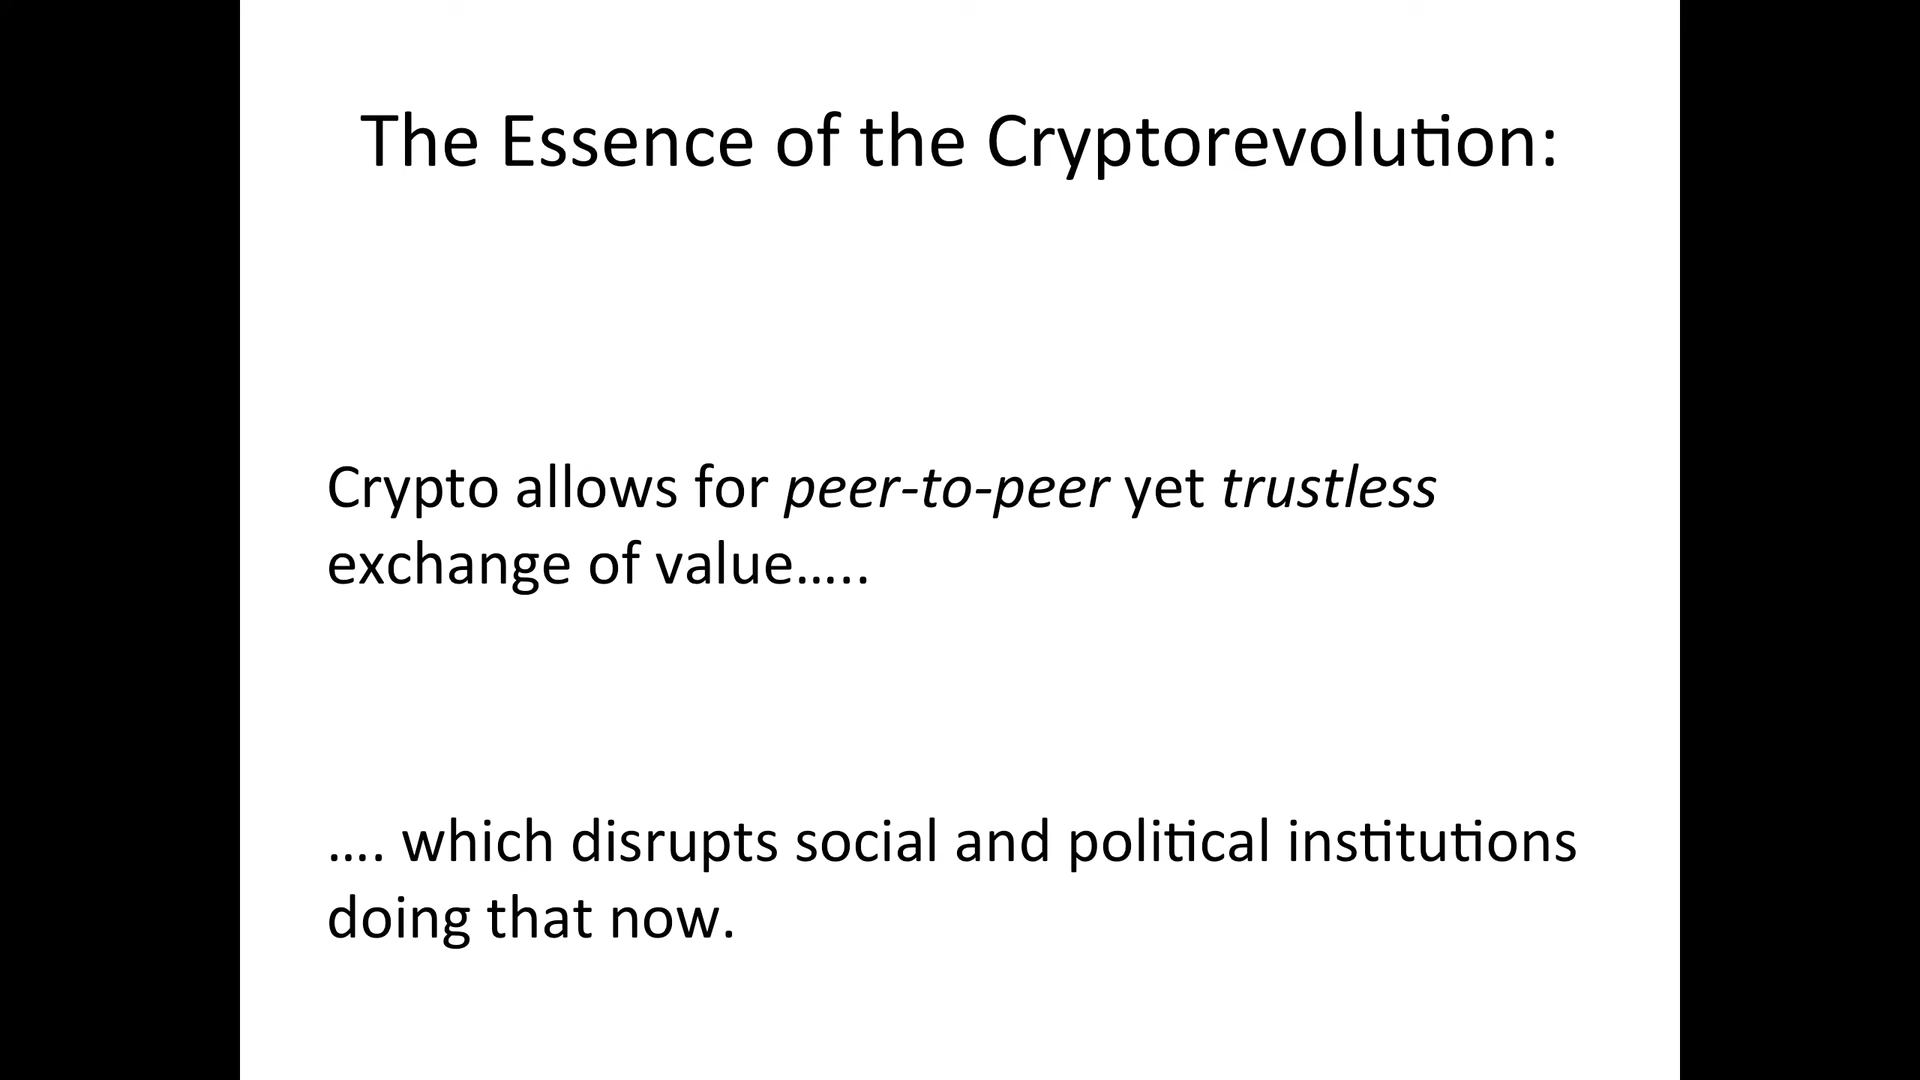 The Essence of the Cryptorevolution:
Crypto allows for peer-to-peer yet trustless
exchange of value…..
…. which disrupts social and political institutions
doing that now.